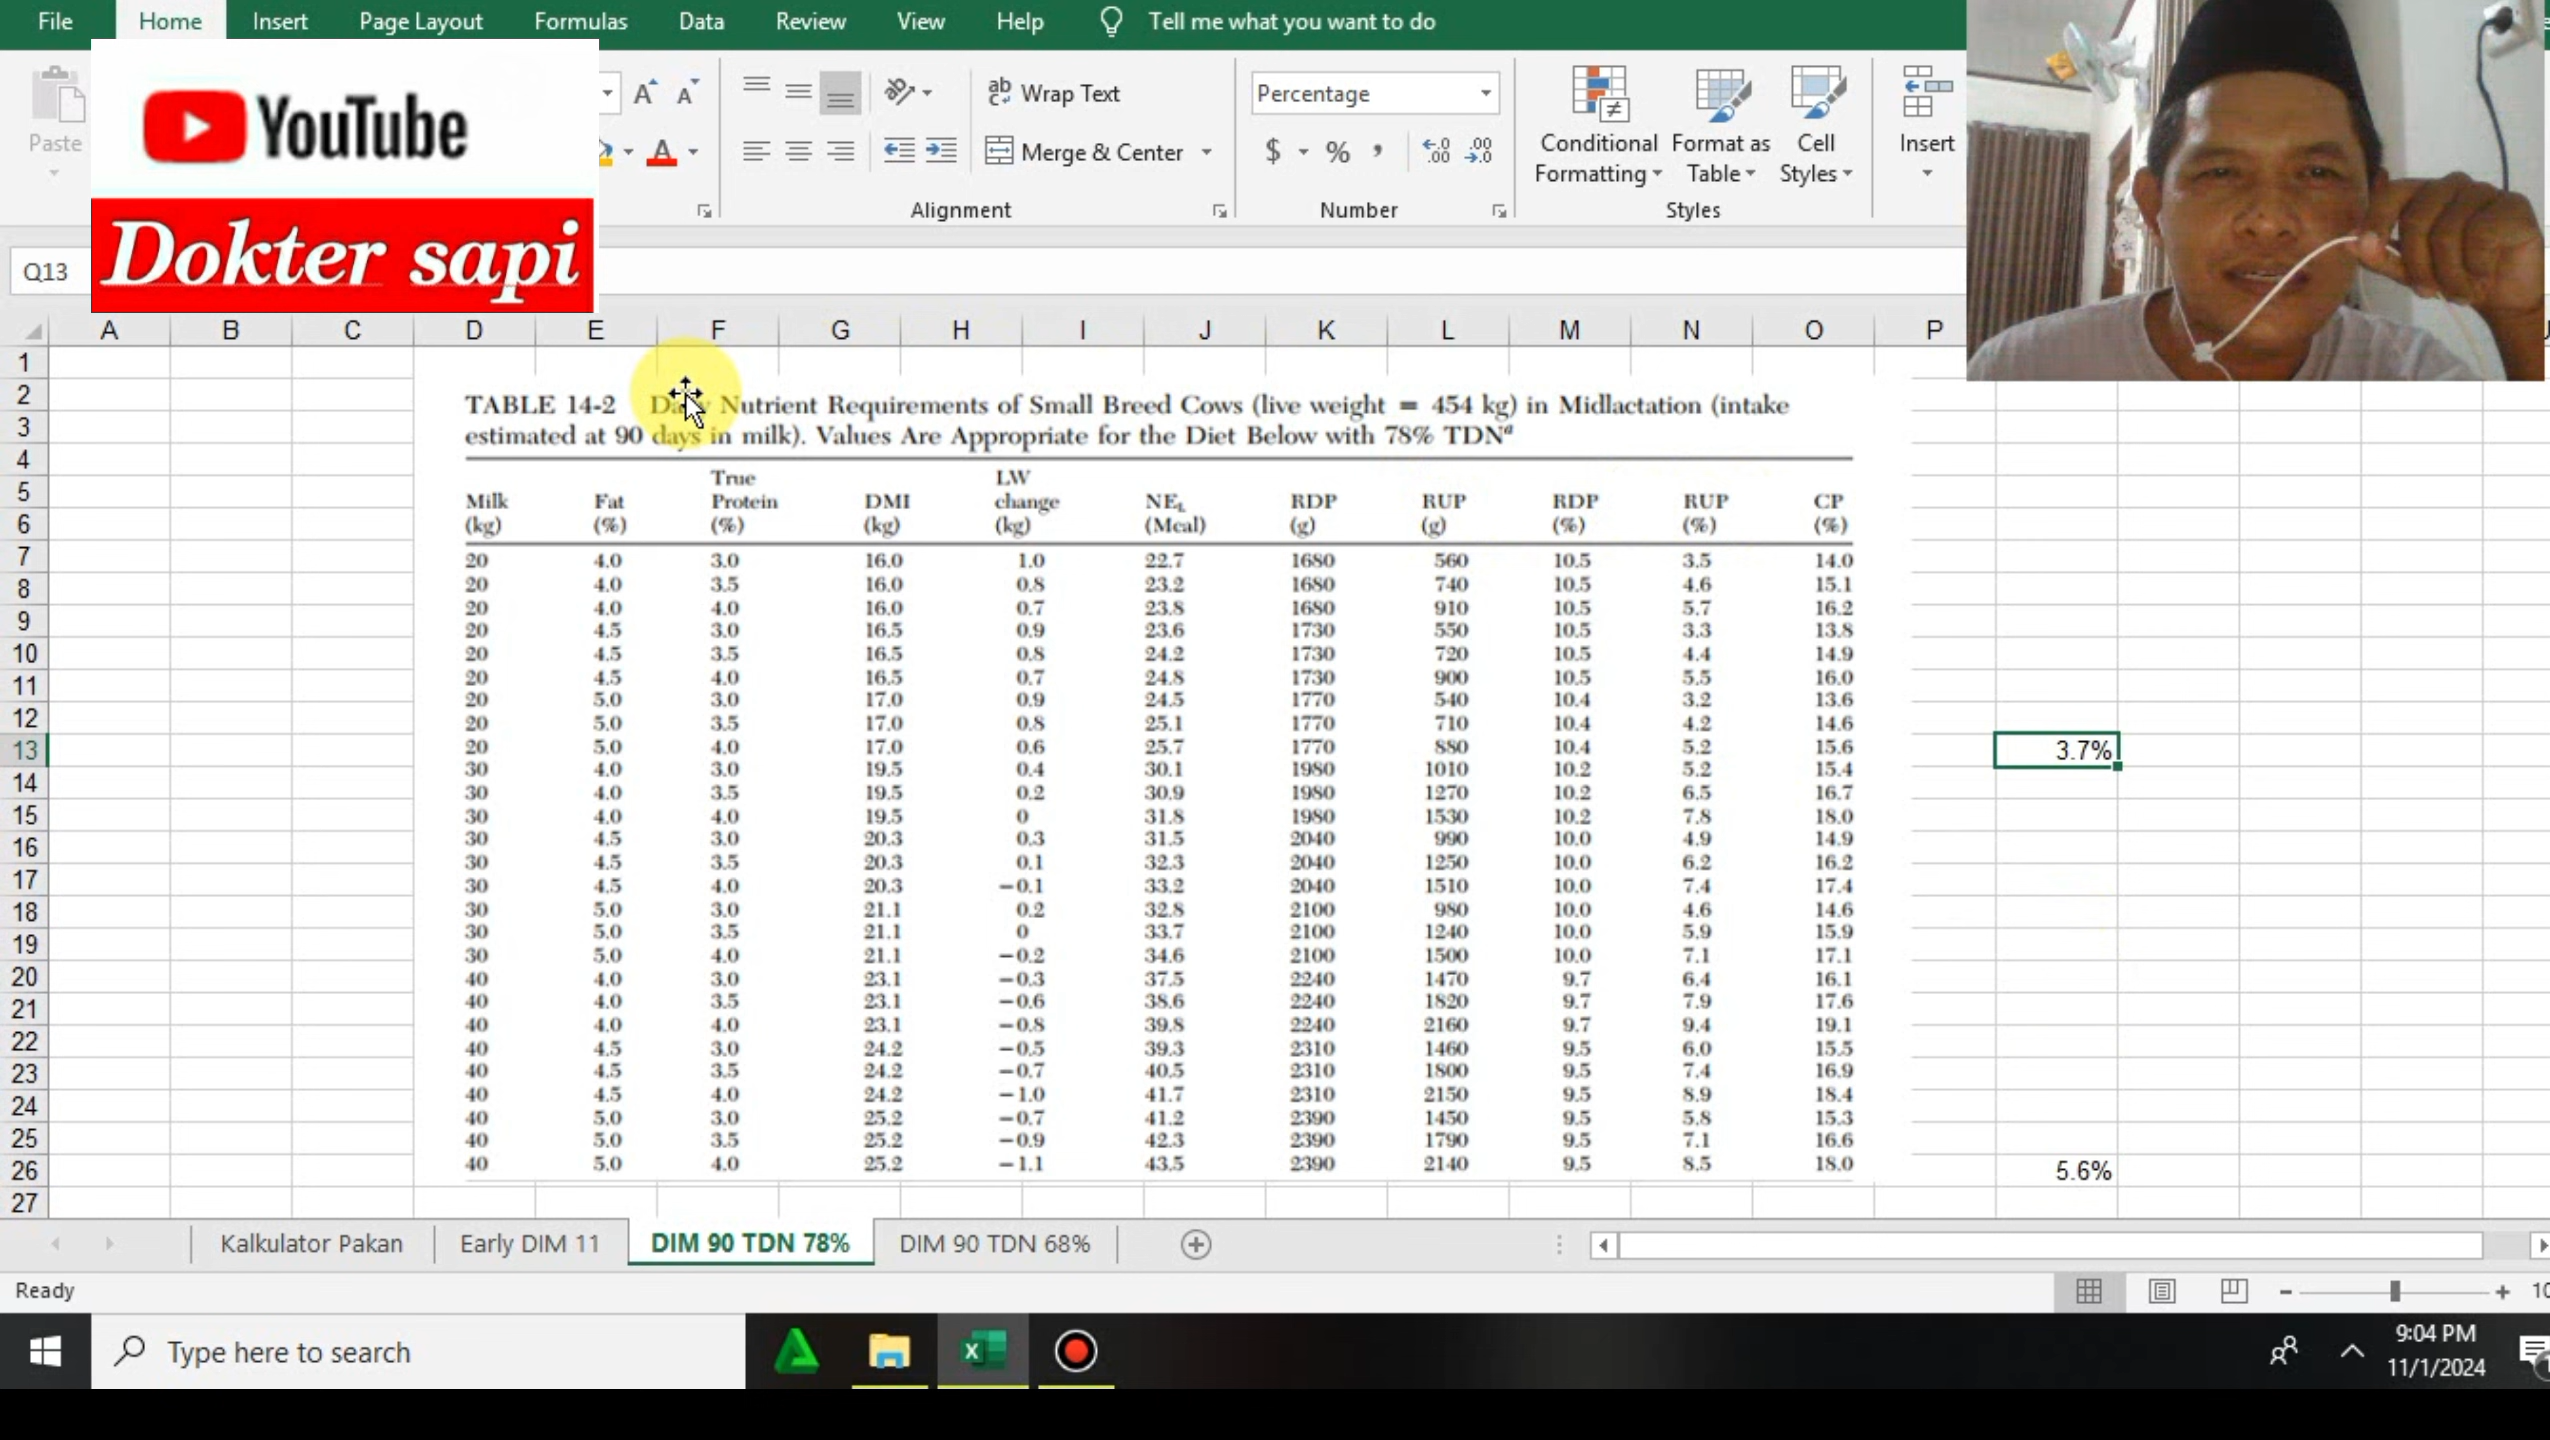 File Home Insert Page Layout Formulas Data Review View Help Tell me what you want to do
YouTube
Dokter sapi
Paste
Wrap Text
Merge & Center
Alignment
Percentage
$ % ,
Number
Conditional Formatting
Format as Table
Cell Styles
Styles
Insert
Q13
A B C D E F G H I J K L M N O P
TABLE 14-2 Daily Nutrient Requirements of Small Breed Cows (live weight = 454 kg) in Midlactation (intake
estimated at 90 days in milk). Values Are Appropriate for the Diet Below with 78% TDNa
Milk (kg) Fat (%) True Protein (%) DMI (kg) LW change (kg) NEL (Mcal) RDP (g) RUP (g) RDP (%) RUP (%) CP (%)
20 4.0 3.0 16.0 1.0 22.7 1680 560 10.5 3.5 14.0
20 4.0 3.5 16.0 0.8 23.2 1680 740 10.5 4.6 15.1
20 4.0 4.0 16.0 0.7 23.8 1680 910 10.5 5.7 16.2
20 4.5 3.0 16.5 0.9 23.6 1730 550 10.5 3.3 13.8
20 4.5 3.5 16.5 0.8 24.2 1730 720 10.5 4.4 14.9
20 4.5 4.0 16.5 0.7 24.8 1730 900 10.5 5.5 16.0
20 5.0 3.0 17.0 0.9 24.5 1770 540 10.4 3.2 13.6
20 5.0 3.5 17.0 0.8 25.1 1770 710 10.4 4.2 14.6
20 5.0 4.0 17.0 0.6 25.7 1770 880 10.4 5.2 15.6
30 4.0 3.0 19.5 0.4 30.1 1980 1010 10.2 5.2 15.4
30 4.0 3.5 19.5 0.2 30.9 1980 1270 10.2 6.5 16.7
30 4.0 4.0 19.5 0 31.8 1980 1530 10.2 7.8 18.0
30 4.5 3.0 20.3 0.3 31.5 2040 990 10.0 4.9 14.9
30 4.5 3.5 20.3 0.1 32.3 2040 1250 10.0 6.2 16.2
30 4.5 4.0 20.3 −0.1 33.2 2040 1510 10.0 7.4 17.4
30 5.0 3.0 21.1 0.2 32.8 2100 980 10.0 4.6 14.6
30 5.0 3.5 21.1 0 33.7 2100 1240 10.0 5.9 15.9
30 5.0 4.0 21.1 −0.2 34.6 2100 1500 10.0 7.1 17.1
40 4.0 3.0 23.1 −0.3 37.5 2240 1470 9.7 6.4 16.1
40 4.0 3.5 23.1 −0.6 38.6 2240 1820 9.7 7.9 17.6
40 4.0 4.0 23.1 −0.8 39.8 2240 2160 9.7 9.4 19.1
40 4.5 3.0 24.2 −0.5 39.3 2310 1460 9.5 6.0 15.5
40 4.5 3.5 24.2 −0.7 40.5 2310 1800 9.5 7.4 16.9
40 4.5 4.0 24.2 −1.0 41.7 2310 2150 9.5 8.9 18.4
40 5.0 3.0 25.2 −0.7 41.2 2390 1450 9.5 5.8 15.3
40 5.0 3.5 25.2 −0.9 42.3 2390 1790 9.5 7.1 16.6
40 5.0 4.0 25.2 −1.1 43.5 2390 2140 9.5 8.5 18.0
3.7%
5.6%
1
2
3
4
5
6
7
8
9
10
11
12
13
14
15
16
17
18
19
20
21
22
23
24
25
26
27
Kalkulator Pakan Early DIM 11 DIM 90 TDN 78% DIM 90 TDN 68%
Ready
Type here to search
9:04 PM
11/1/2024